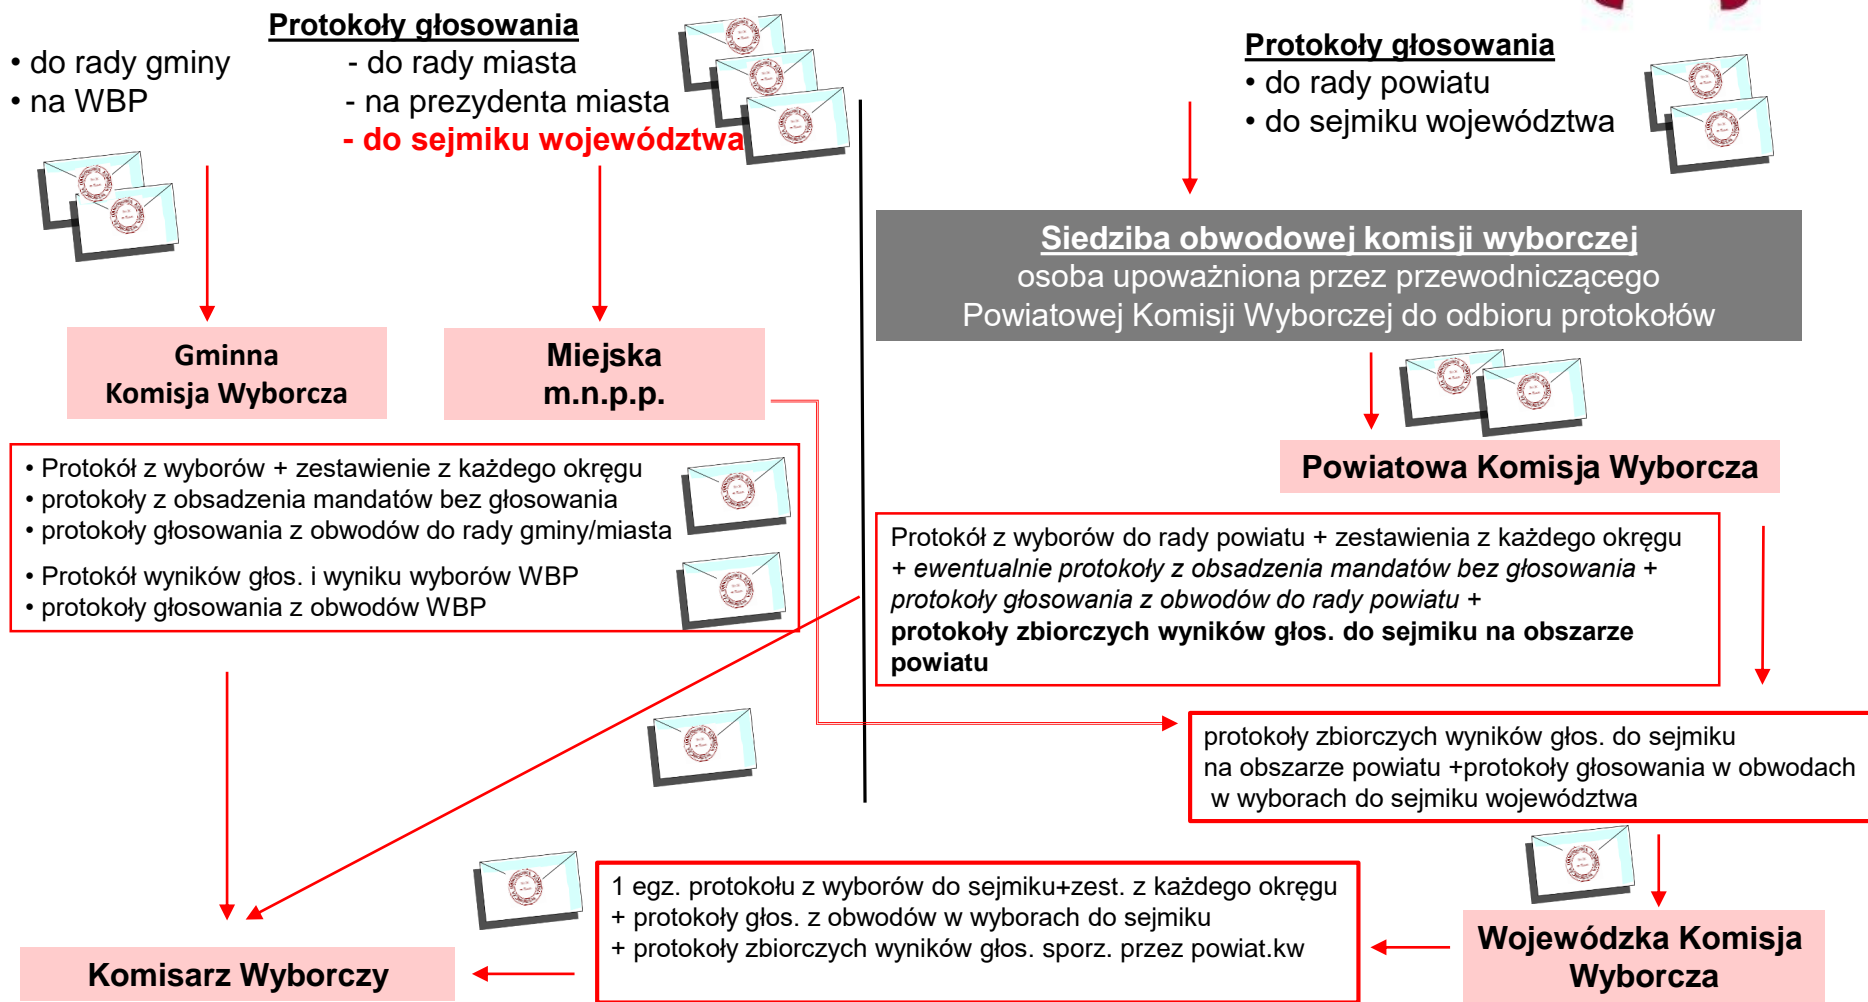 Protokoły głosowania
• do rady gminy
• na WBP
- do rady miasta
- na prezydenta miasta
- do sejmiku województwa
Protokoły głosowania
• do rady powiatu
• do sejmiku województwa
Siedziba obwodowej komisji wyborczej
osoba upoważniona przez przewodniczącego
Powiatowej Komisji Wyborczej do odbioru protokołów
Gminna
Komisja Wyborcza
Miejska
m.n.p.p.
Powiatowa Komisja Wyborcza
• Protokół z wyborów + zestawienie z każdego okręgu
• protokoły z obsadzenia mandatów bez głosowania
• protokoły głosowania z obwodów do rady gminy/miasta
• Protokół wyników głos. i wyniku wyborów WBP
• protokoły głosowania z obwodów WBP
Protokół z wyborów do rady powiatu + zestawienia z każdego okręgu
+ ewentualnie protokoły z obsadzenia mandatów bez głosowania +
protokoły głosowania z obwodów do rady powiatu +
protokoły zbiorczych wyników głos. do sejmiku na obszarze
powiatu
protokoły zbiorczych wyników głos. do sejmiku
na obszarze powiatu +protokoły głosowania w obwodach
w wyborach do sejmiku województwa
1 egz. protokołu z wyborów do sejmiku+zest. z każdego okręgu
+ protokoły głos. z obwodów w wyborach do sejmiku
+ protokoły zbiorczych wyników głos. sporz. przez powiat.kw
Wojewódzka Komisja
Wyborcza
Komisarz Wyborczy